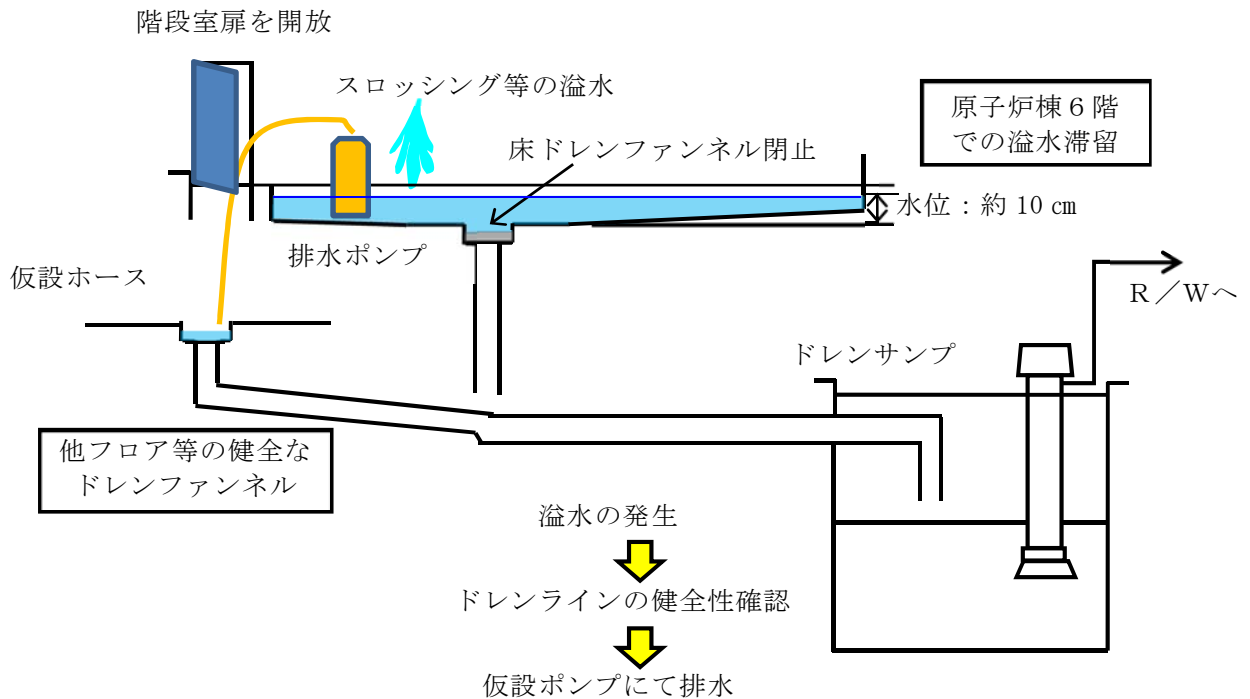 階段室扉を開放
スロッシング等の溢水
原子炉棟６階
での溢水滞留
床ドレンファンネル閉止
水位：約 10 ㎝
排水ポンプ
仮設ホース
Ｒ／Ｗへ
ドレンサンプ
他フロア等の健全な
ドレンファンネル
溢水の発生
ドレンラインの健全性確認
仮設ポンプにて排水